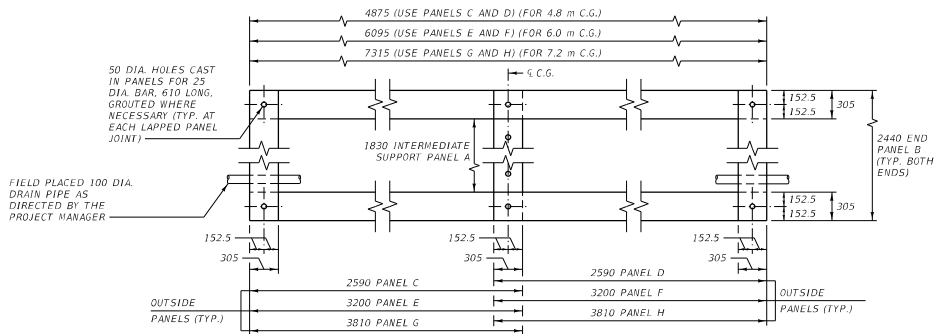 4875 (USE PANELS C AND D) (FOR 4.8 m C.G.)
6095 (USE PANELS E AND F) (FOR 6.0 m C.G.)
7315 (USE PANELS G AND H) (FOR 7.2 m C.G.)
℄ C.G.
50 DIA. HOLES CAST
IN PANELS FOR 25
DIA. BAR, 610 LONG,
GROUTED WHERE
NECESSARY (TYP. AT
EACH LAPPED PANEL
JOINT)
152.5
152.5
305
1830 INTERMEDIATE
SUPPORT PANEL A
2440 END
PANEL B
(TYP. BOTH
ENDS)
FIELD PLACED 100 DIA.
DRAIN PIPE AS
DIRECTED BY THE
PROJECT MANAGER
152.5
152.5
305
152.5
305
152.5
305
152.5
305
2590 PANEL C
2590 PANEL D
OUTSIDE
PANELS (TYP.)
3200 PANEL E
3200 PANEL F
OUTSIDE
PANELS (TYP.)
3810 PANEL G
3810 PANEL H